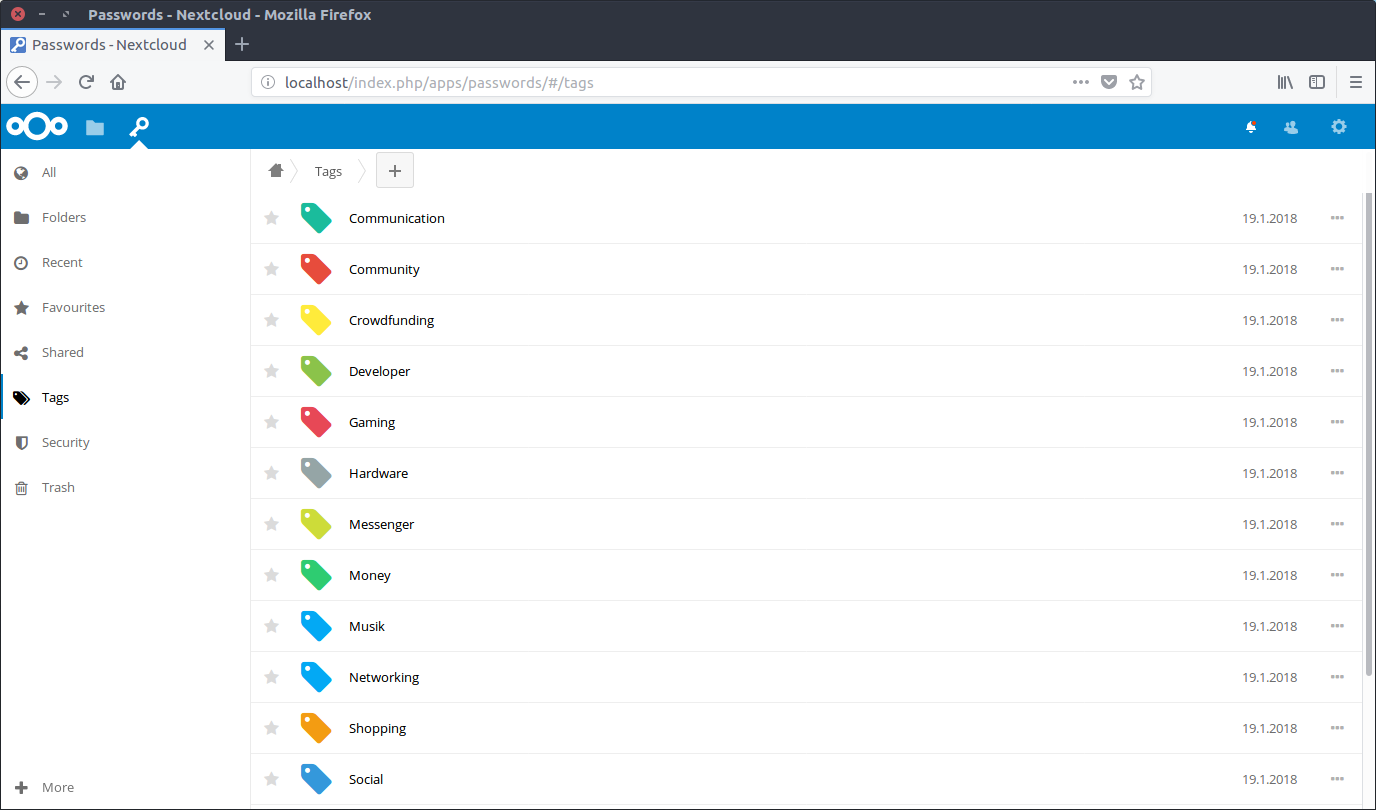 Passwords - Nextcloud - Mozilla Firefox
Passwords - Nextcloud
localhost/index.php/apps/passwords/#/tags
All
Folders
Recent
Favourites
Shared
Tags
Security
Trash
More
Tags
Communication 19.1.2018
Community 19.1.2018
Crowdfunding 19.1.2018
Developer 19.1.2018
Gaming 19.1.2018
Hardware 19.1.2018
Messenger 19.1.2018
Money 19.1.2018
Musik 19.1.2018
Networking 19.1.2018
Shopping 19.1.2018
Social 19.1.2018